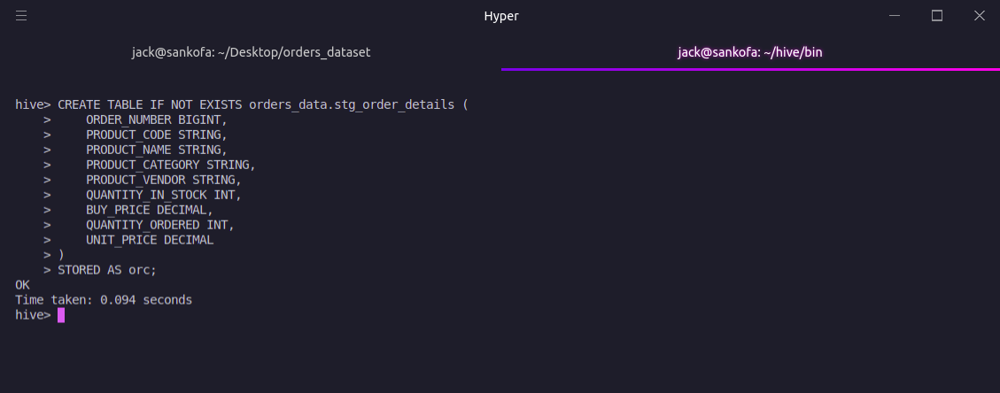 Hyper
jack@sankofa: ~/Desktop/orders_dataset
jack@sankofa: ~/hive/bin
hive> CREATE TABLE IF NOT EXISTS orders_data.stg_order_details (
    >     ORDER_NUMBER BIGINT,
    >     PRODUCT_CODE STRING,
    >     PRODUCT_NAME STRING,
    >     PRODUCT_CATEGORY STRING,
    >     PRODUCT_VENDOR STRING,
    >     QUANTITY_IN_STOCK INT,
    >     BUY_PRICE DECIMAL,
    >     QUANTITY_ORDERED INT,
    >     UNIT_PRICE DECIMAL
    > )
    > STORED AS orc;
OK
Time taken: 0.094 seconds
hive>